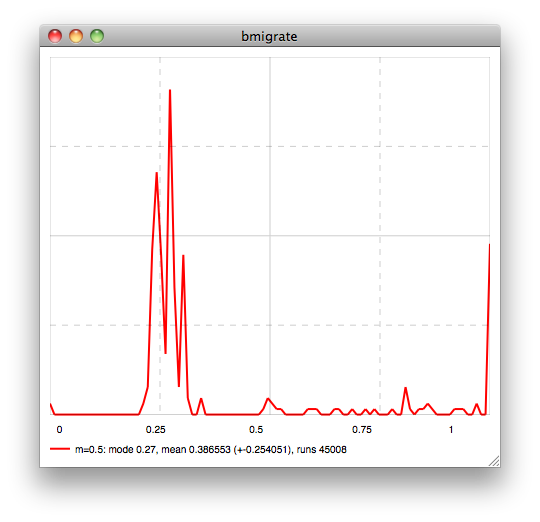 bmigrate
0 0.25 0.5 0.75 1
m=0.5: mode 0.27, mean 0.386553 (+-0.254051), runs 45008